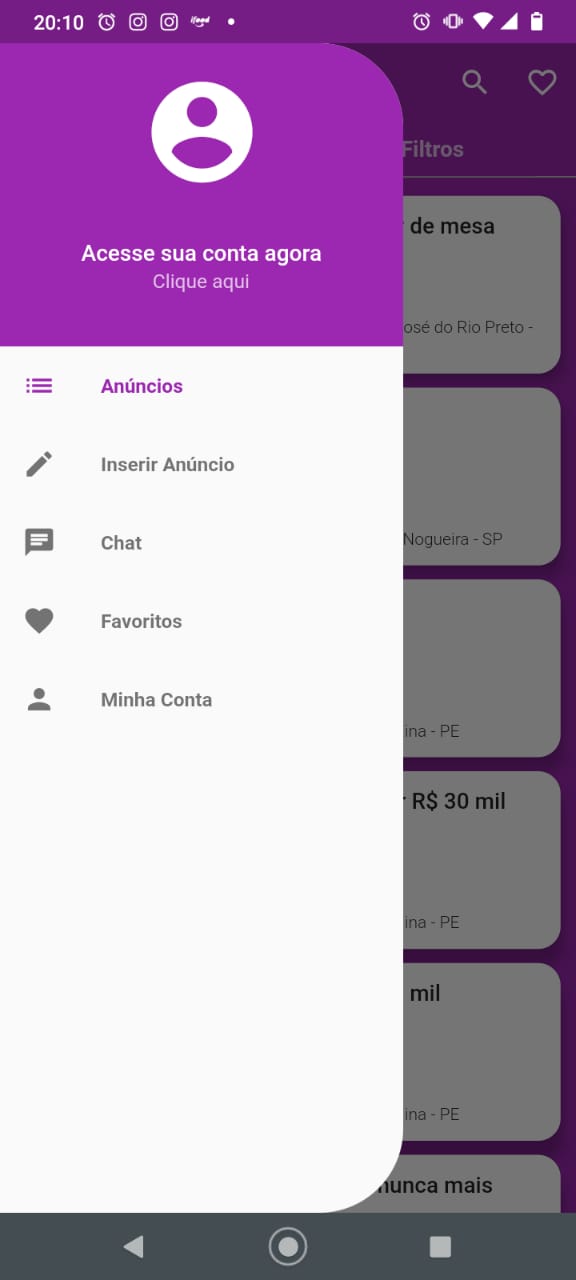 20:10
ifood
Filtros
Acesse sua conta agora
Clique aqui
de mesa
osé do Rio Preto -
Anúncios
Inserir Anúncio
Chat
Nogueira - SP
Favoritos
Minha Conta
ina - PE
R$ 30 mil
ina - PE
mil
ina - PE
nunca mais